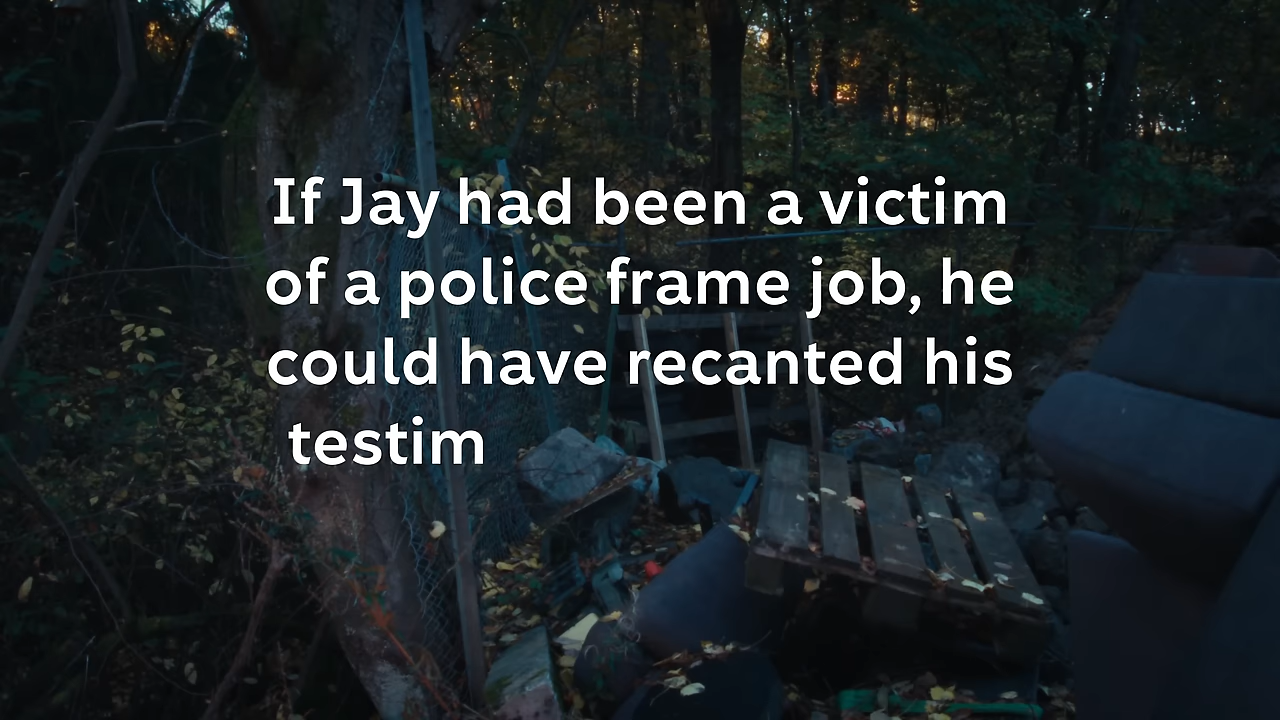 If Jay had been a victim
of a police frame job, he
could have recanted his
testim